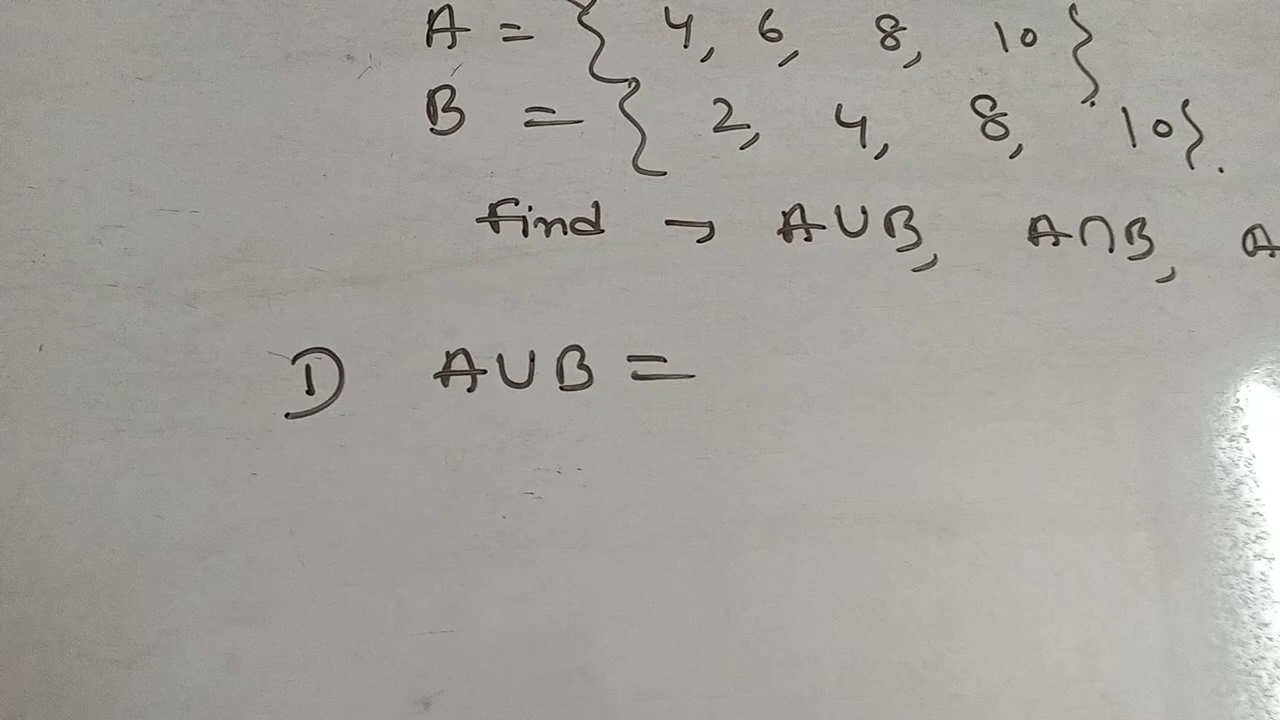 A = { 4, 6, 8, 10}.
B = { 2, 4, 8, 10}.
find → A∪B, A∩B, A
1) A∪B =